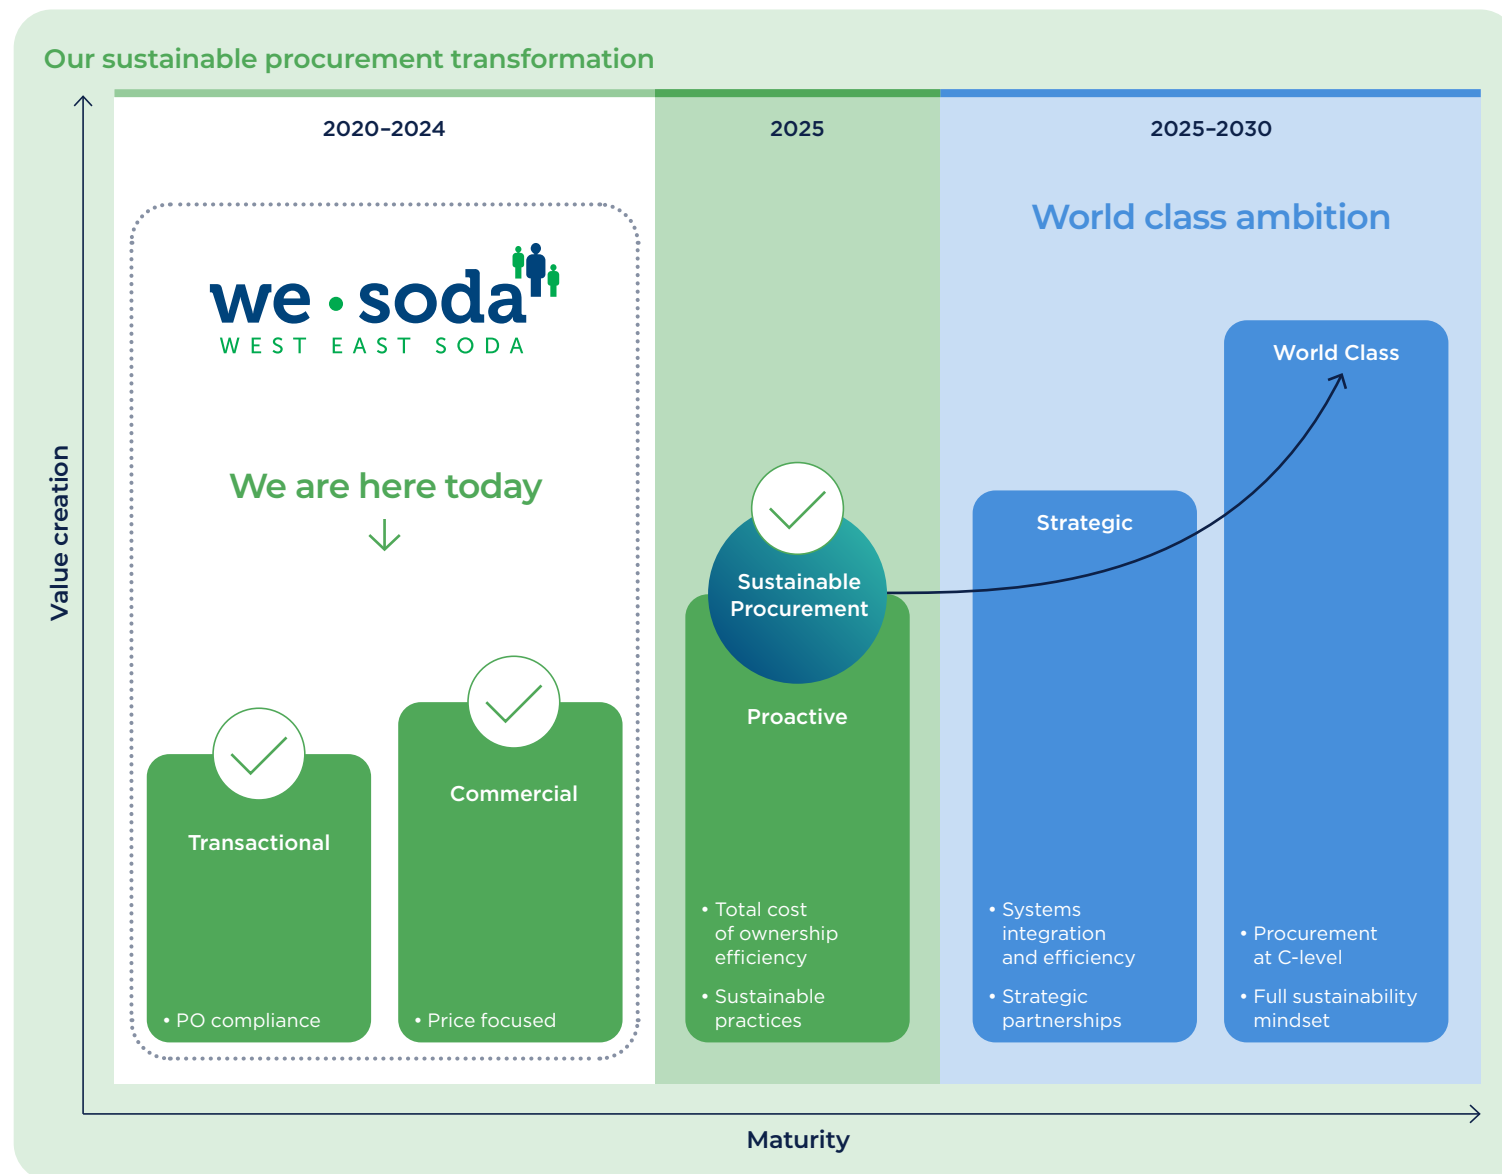 Our sustainable procurement transformation
2020–2024
2025
2025–2030
World class ambition
we·soda
WEST EAST SODA
We are here today
Value creation
Transactional
• PO compliance
Commercial
• Price focused
Sustainable
Procurement
Proactive
• Total cost
of ownership
efficiency
• Sustainable
practices
Strategic
• Systems
integration
and efficiency
• Strategic
partnerships
World Class
• Procurement
at C-level
• Full sustainability
mindset
Maturity